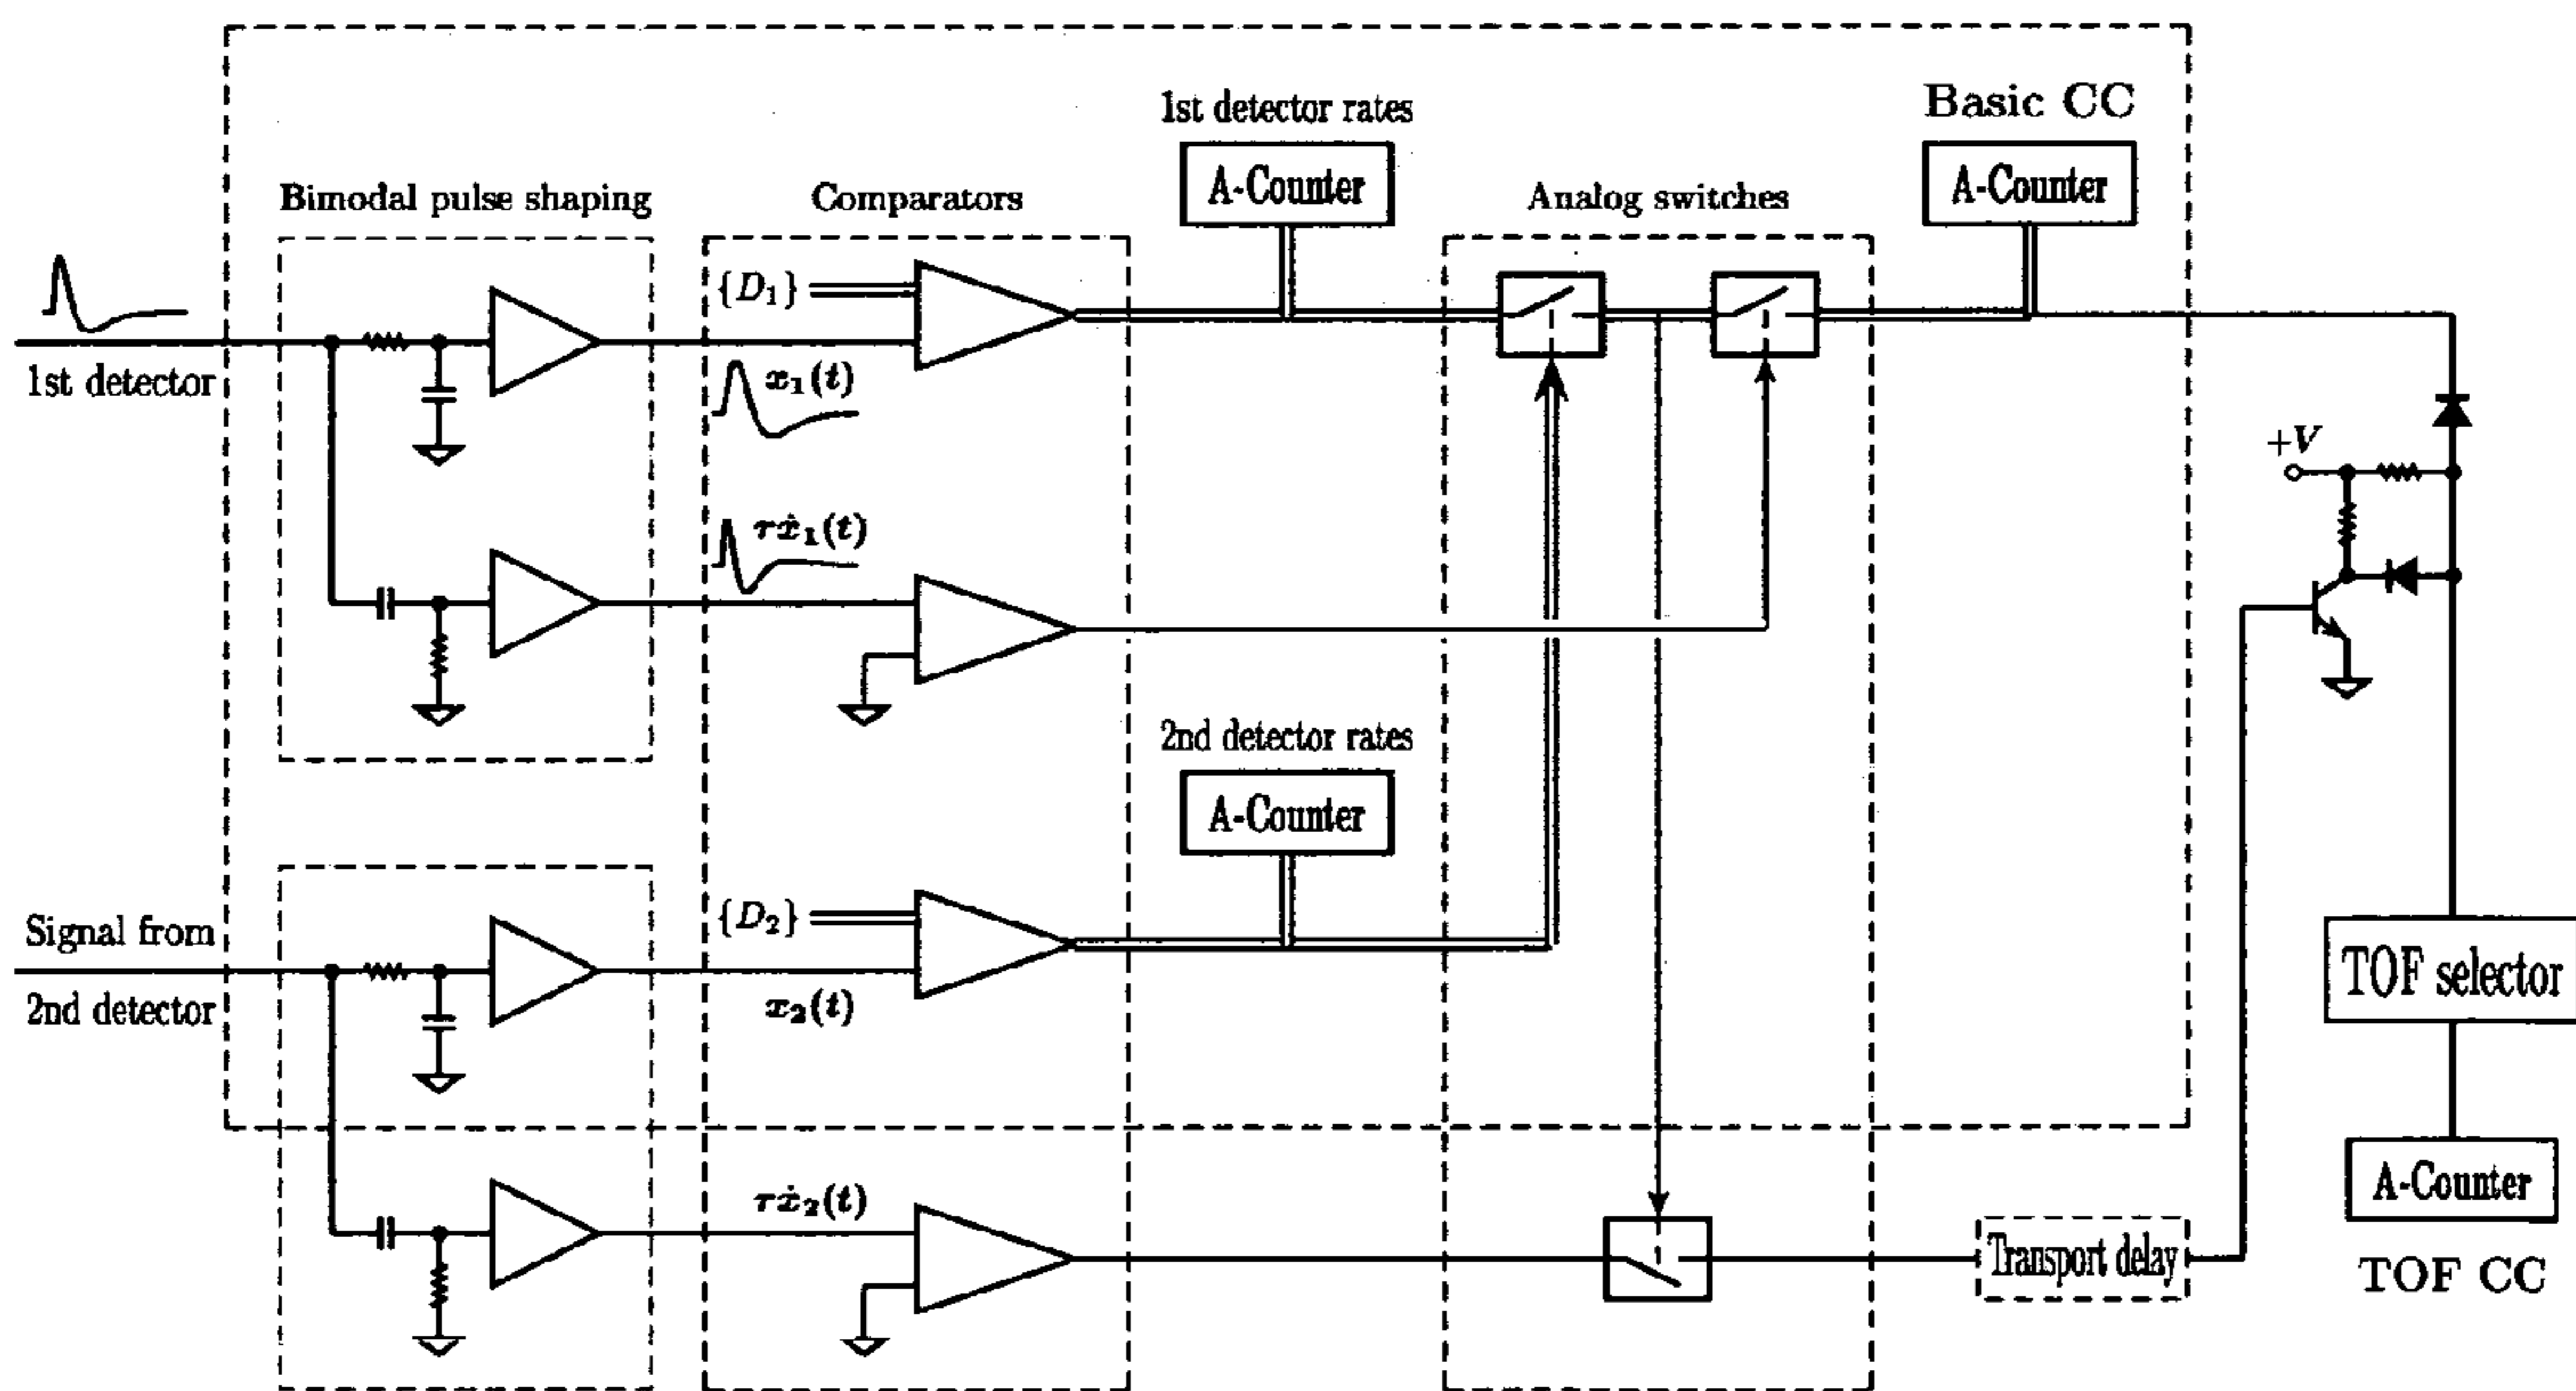 Basic CC
1st detector rates
A-Counter
A-Counter
Bimodal pulse shaping
Comparators
Analog switches
{D₁}
1st detector
x₁(t)
+V
τẋ₁(t)
2nd detector rates
A-Counter
Signal from
2nd detector
{D₂}
x₂(t)
TOF selector
A-Counter
τẋ₂(t)
Transport delay
TOF CC